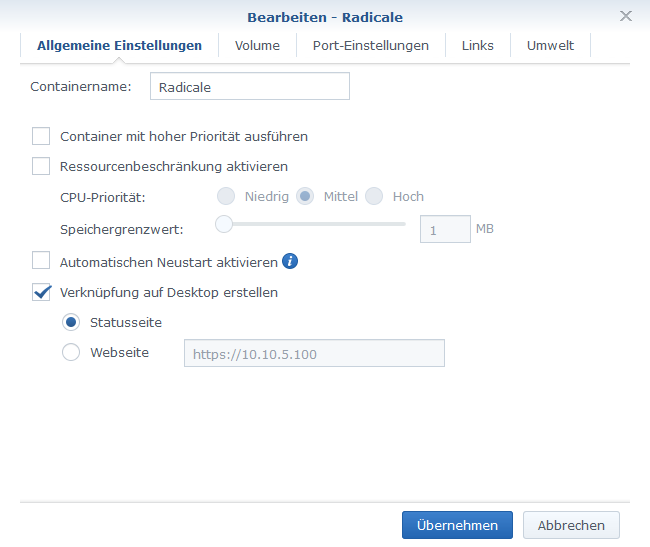 Bearbeiten - Radicale
Allgemeine Einstellungen Volume Port-Einstellungen Links Umwelt
Containername: Radicale
Container mit hoher Priorität ausführen
Ressourcenbeschränkung aktivieren
CPU-Priorität: Niedrig Mittel Hoch
Speichergrenzwert: 1 MB
Automatischen Neustart aktivieren i
Verknüpfung auf Desktop erstellen
Statusseite
Webseite https://10.10.5.100
Übernehmen Abbrechen